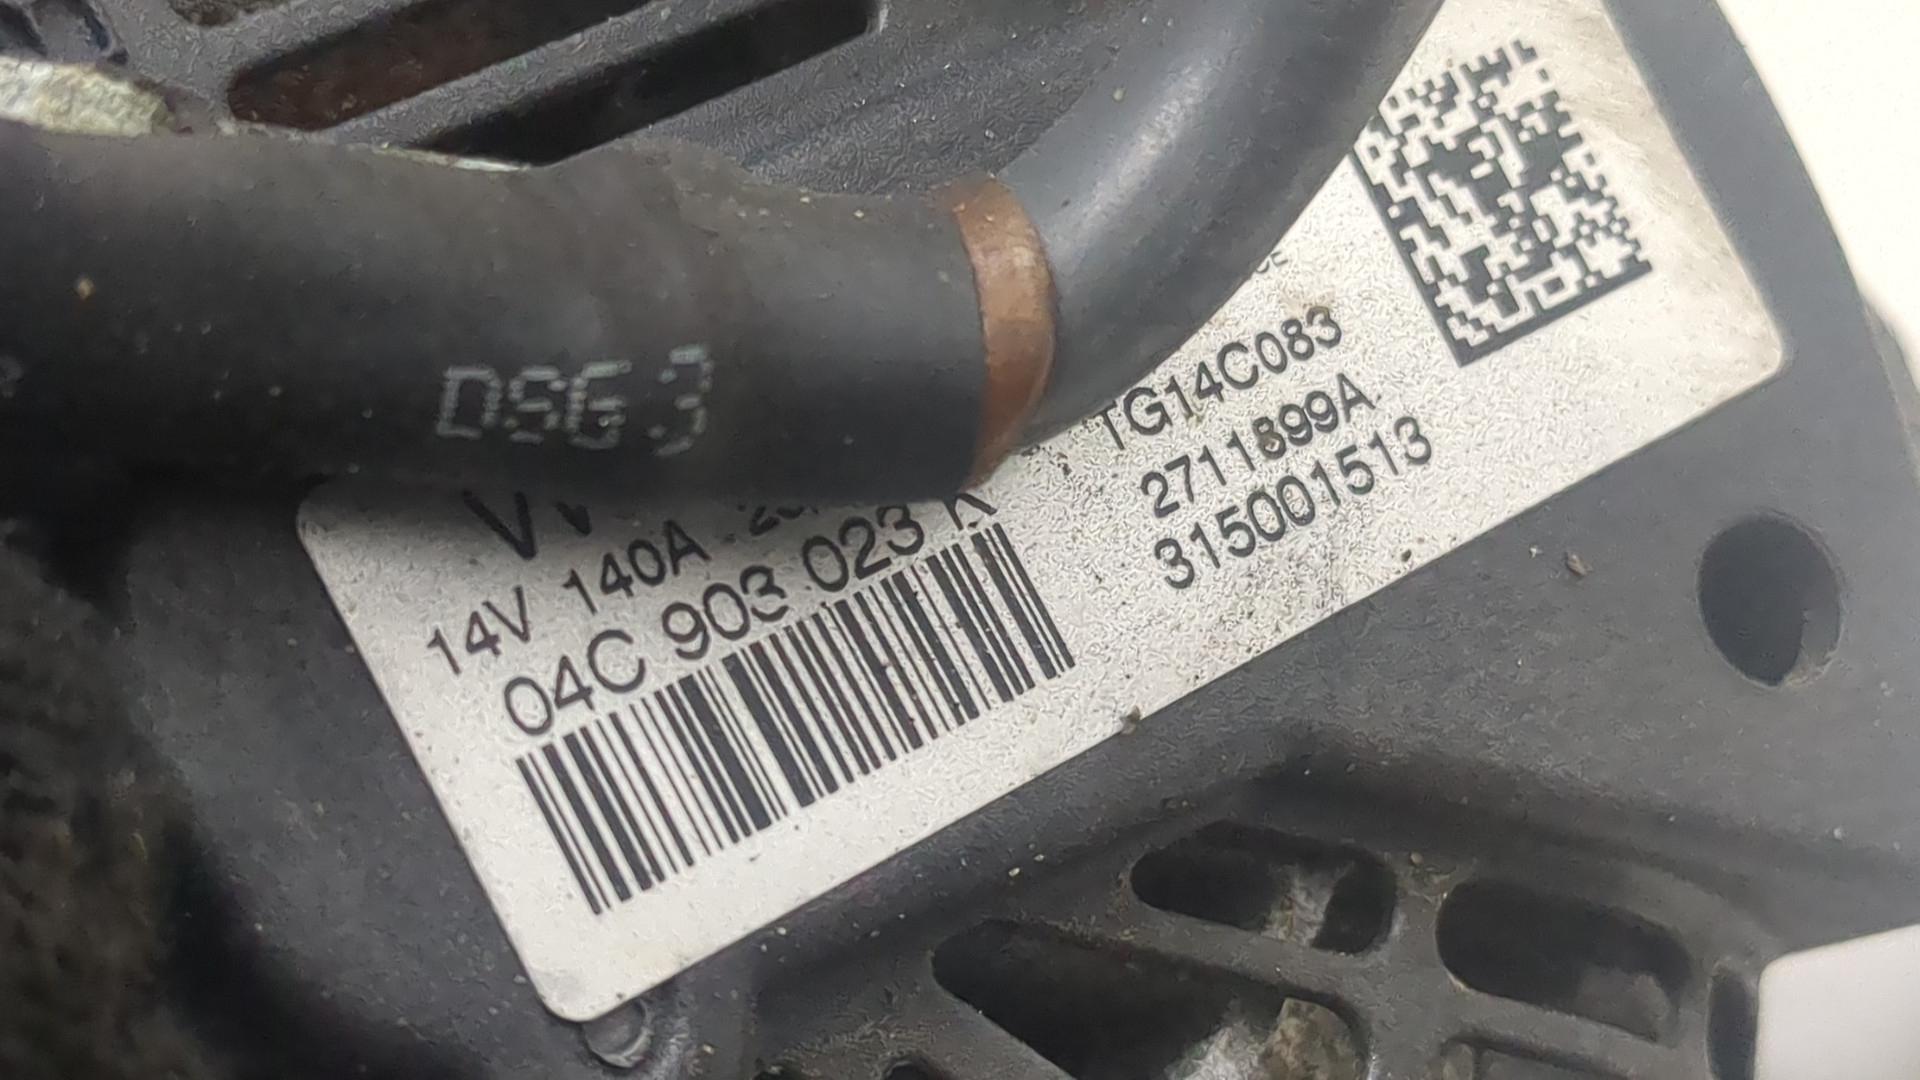 DSG 3
14V 140A
04C 903 023 K
TG14C083
2711899A
315001513